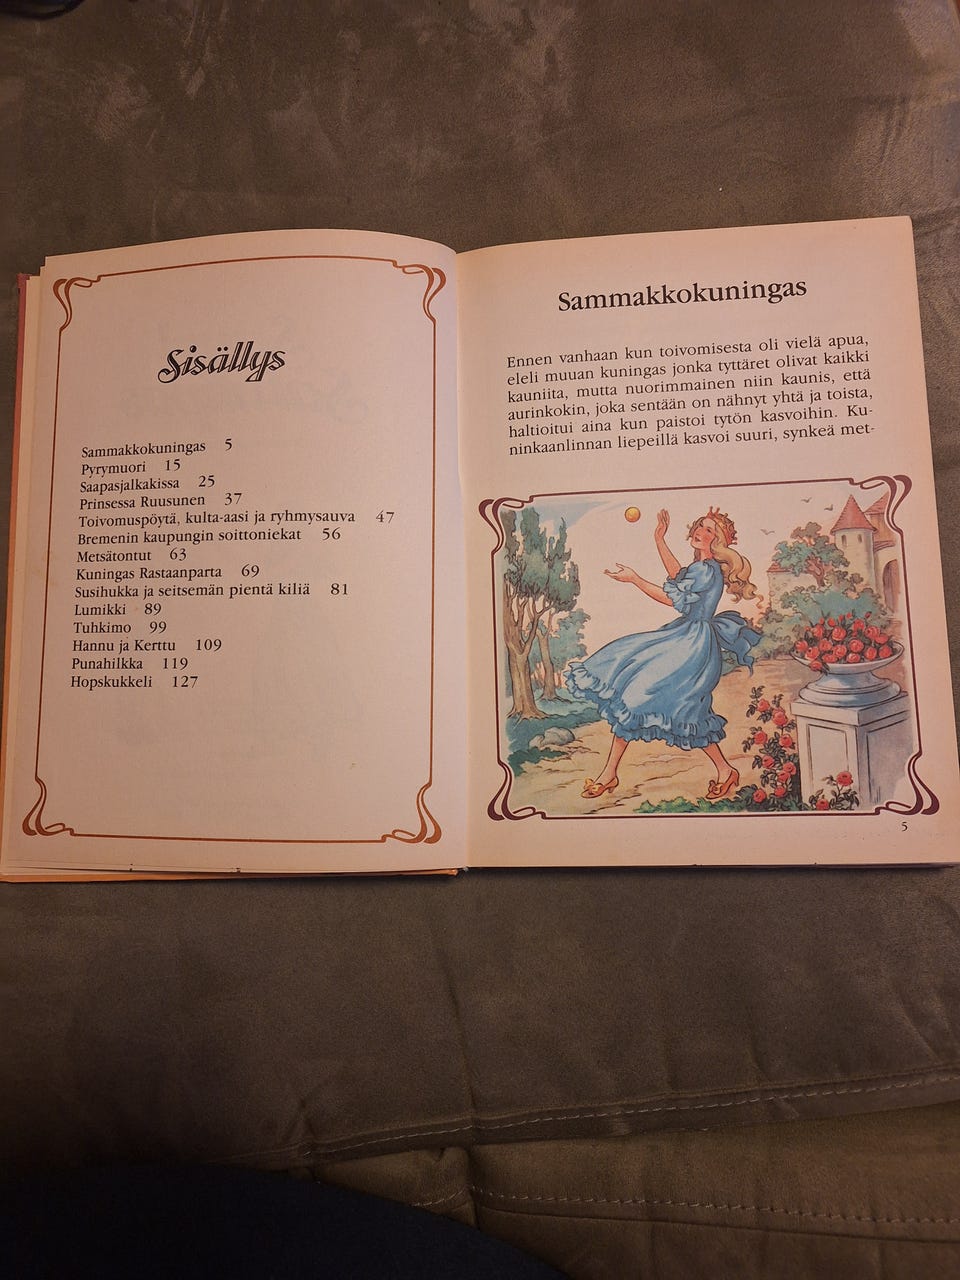 Sisällys
Sammakkokuningas 5
Pyrymuori 15
Saapasjalkakissa 25
Prinsessa Ruusunen 37
Toivomuspöytä, kulta-aasi ja ryhmysauva 47
Bremenin kaupungin soittoniekat 56
Metsätontut 63
Kuningas Rastaanparta 69
Susihukka ja seitsemän pientä kiliä 81
Lumikki 89
Tuhkimo 99
Hannu ja Kerttu 109
Punahilkka 119
Hopskukkeli 127
Sammakkokuningas
Ennen vanhaan kun toivomisesta oli vielä apua,
eleli muuan kuningas jonka tyttäret olivat kaikki
kauniita, mutta nuorimmainen niin kaunis, että
aurinkokin, joka sentään on nähnyt yhtä ja toista,
haltioitui aina kun paistoi tytön kasvoihin. Ku-
ninkaanlinnan liepeillä kasvoi suuri, synkeä met-
5